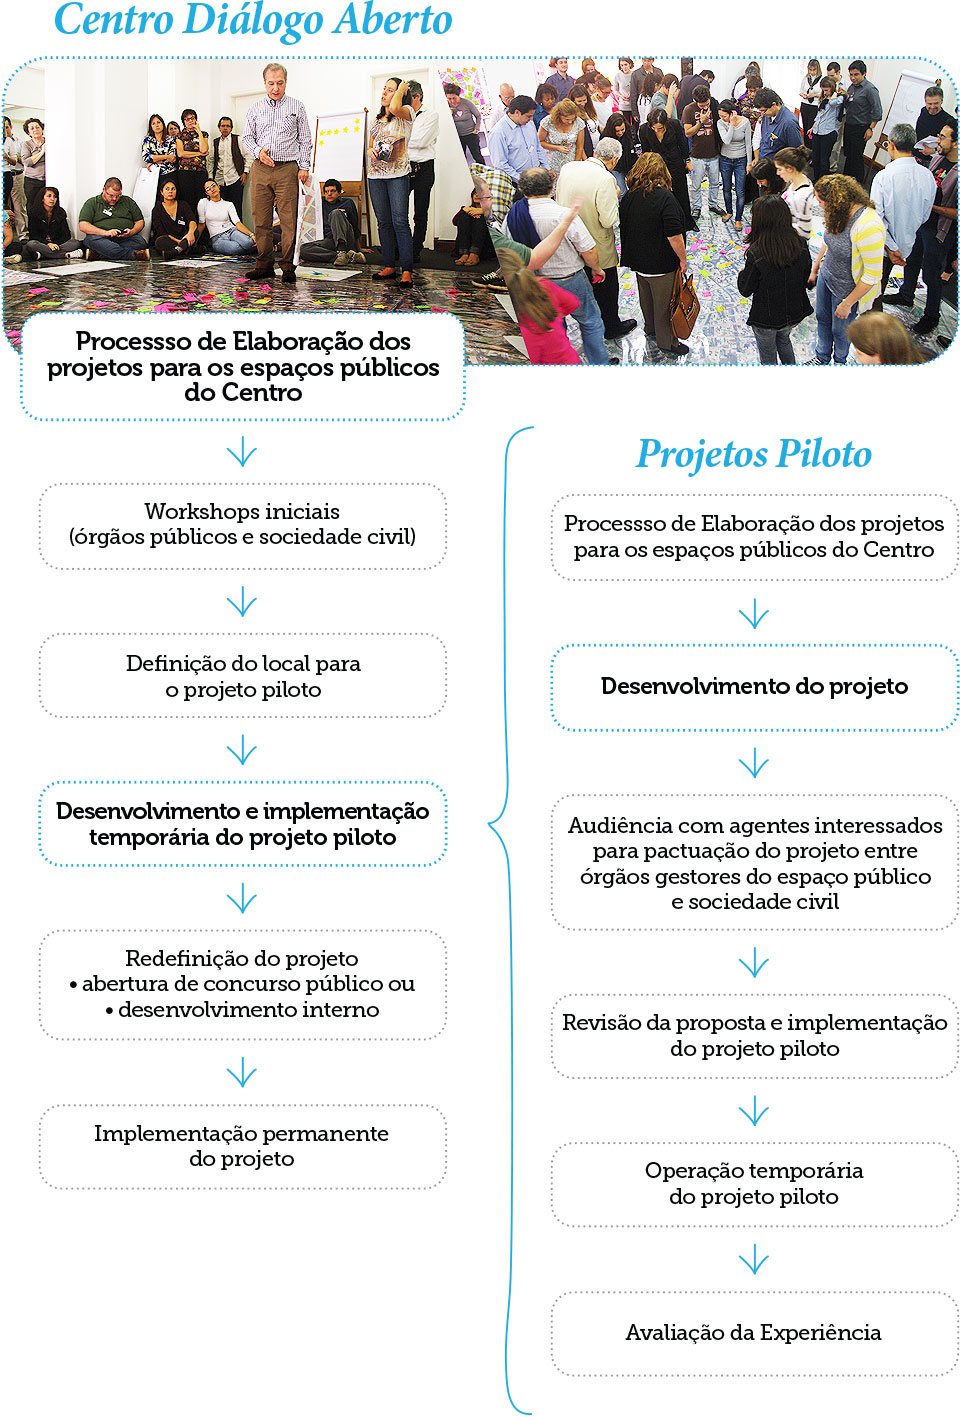 Centro Diálogo Aberto
Processso de Elaboração dos
projetos para os espaços públicos
do Centro
Workshops iniciais
(órgãos públicos e sociedade civil)
Definição do local para
o projeto piloto
Desenvolvimento e implementação
temporária do projeto piloto
Redefinição do projeto
• abertura de concurso público ou
• desenvolvimento interno
Implementação permanente
do projeto
Projetos Piloto
Processso de Elaboração dos projetos
para os espaços públicos do Centro
Desenvolvimento do projeto
Audiência com agentes interessados
para pactuação do projeto entre
órgãos gestores do espaço público
e sociedade civil
Revisão da proposta e implementação
do projeto piloto
Operação temporária
do projeto piloto
Avaliação da Experiência